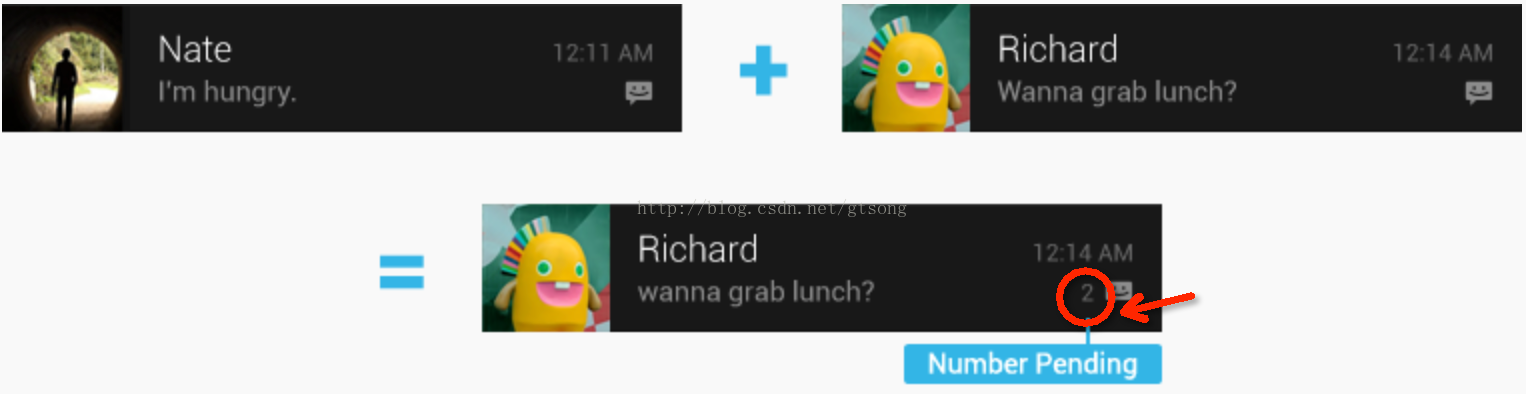 Nate
12:11 AM
I'm hungry.
Richard
12:14 AM
Wanna grab lunch?
http://blog.csdn.net/gtsong
Richard
12:14 AM
wanna grab lunch?
2
Number Pending